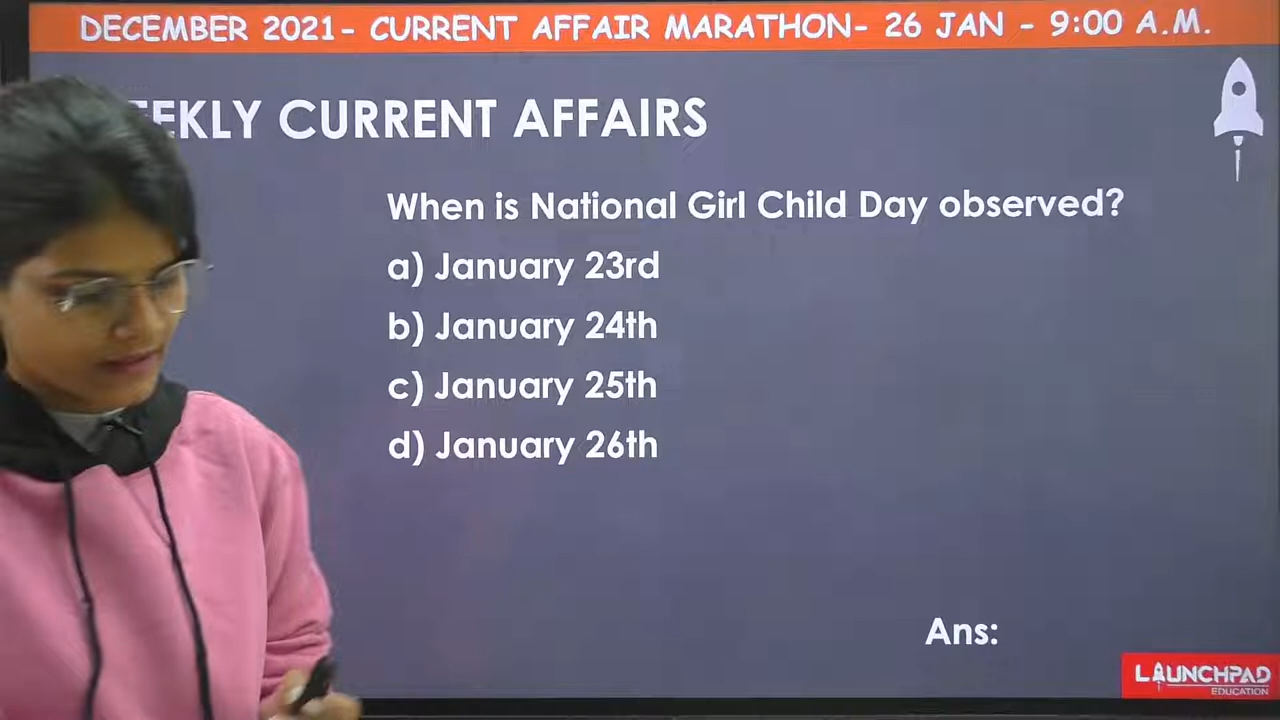 DECEMBER 2021- CURRENT AFFAIR MARATHON- 26 JAN - 9:00 A.M.
EEKLY CURRENT AFFAIRS
When is National Girl Child Day observed?
a) January 23rd
b) January 24th
c) January 25th
d) January 26th
Ans:
LAUNCHPAD
EDUCATION